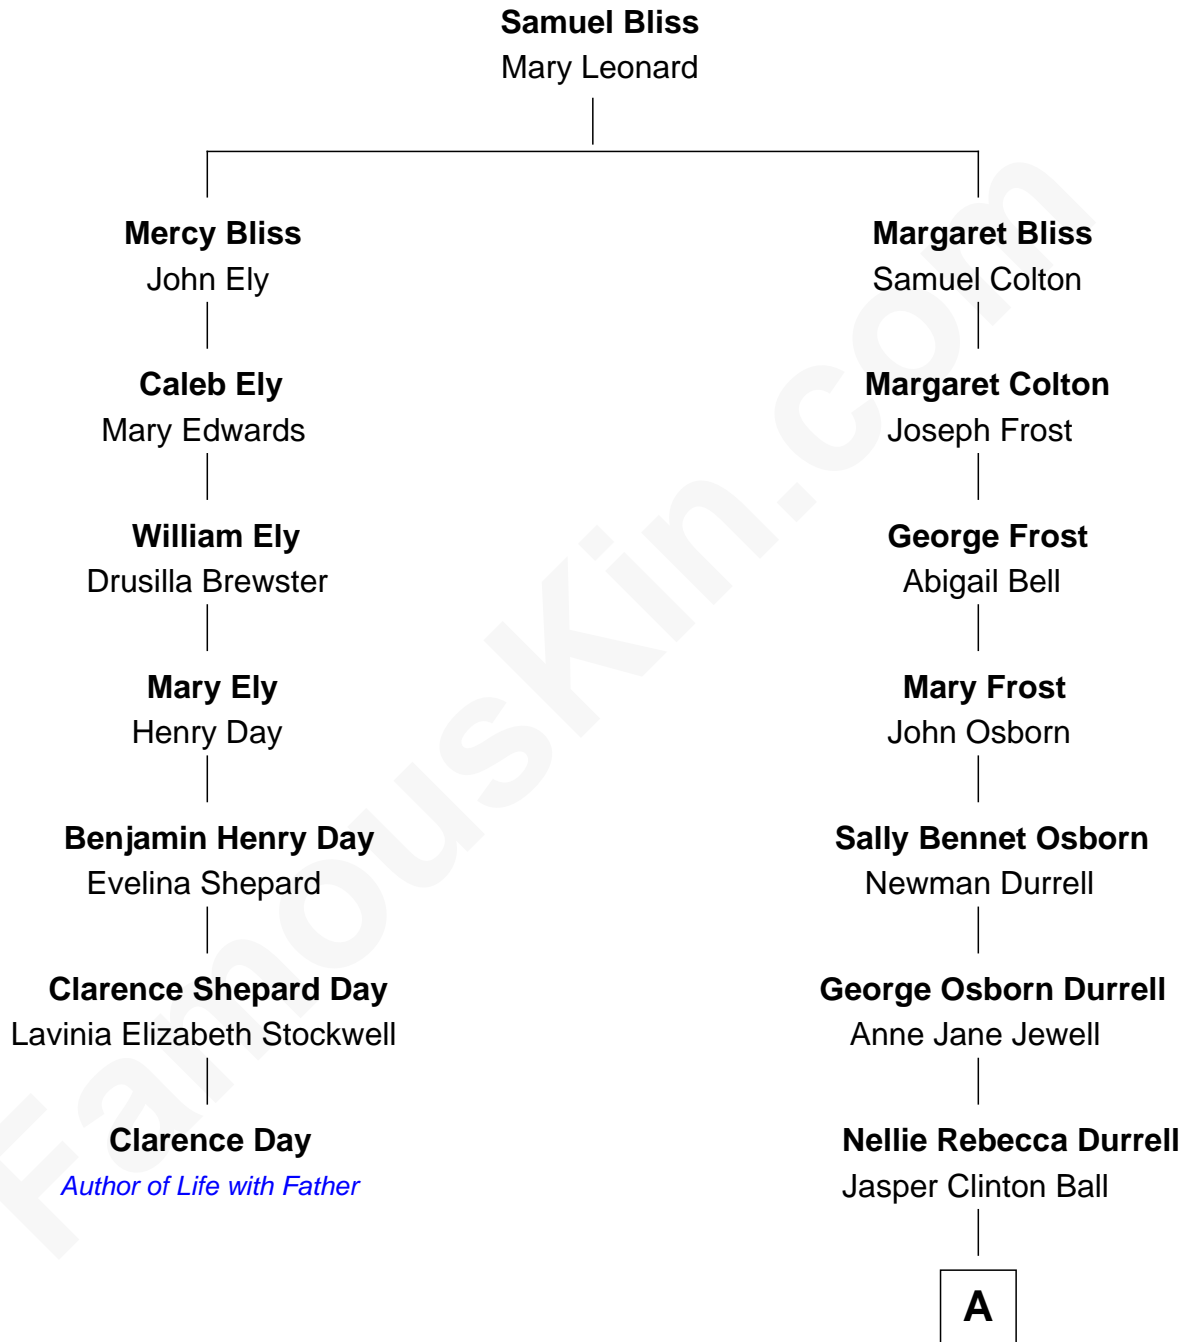 Samuel Bliss
Mary Leonard
Mercy Bliss
John Ely
Margaret Bliss
Samuel Colton
Caleb Ely
Mary Edwards
Margaret Colton
Joseph Frost
William Ely
Drusilla Brewster
George Frost
Abigail Bell
Mary Ely
Henry Day
Mary Frost
John Osborn
Benjamin Henry Day
Evelina Shepard
Sally Bennet Osborn
Newman Durrell
Clarence Shepard Day
Lavinia Elizabeth Stockwell
George Osborn Durrell
Anne Jane Jewell
Clarence Day
Author of Life with Father
Nellie Rebecca Durrell
Jasper Clinton Ball
A
FamousKin.com